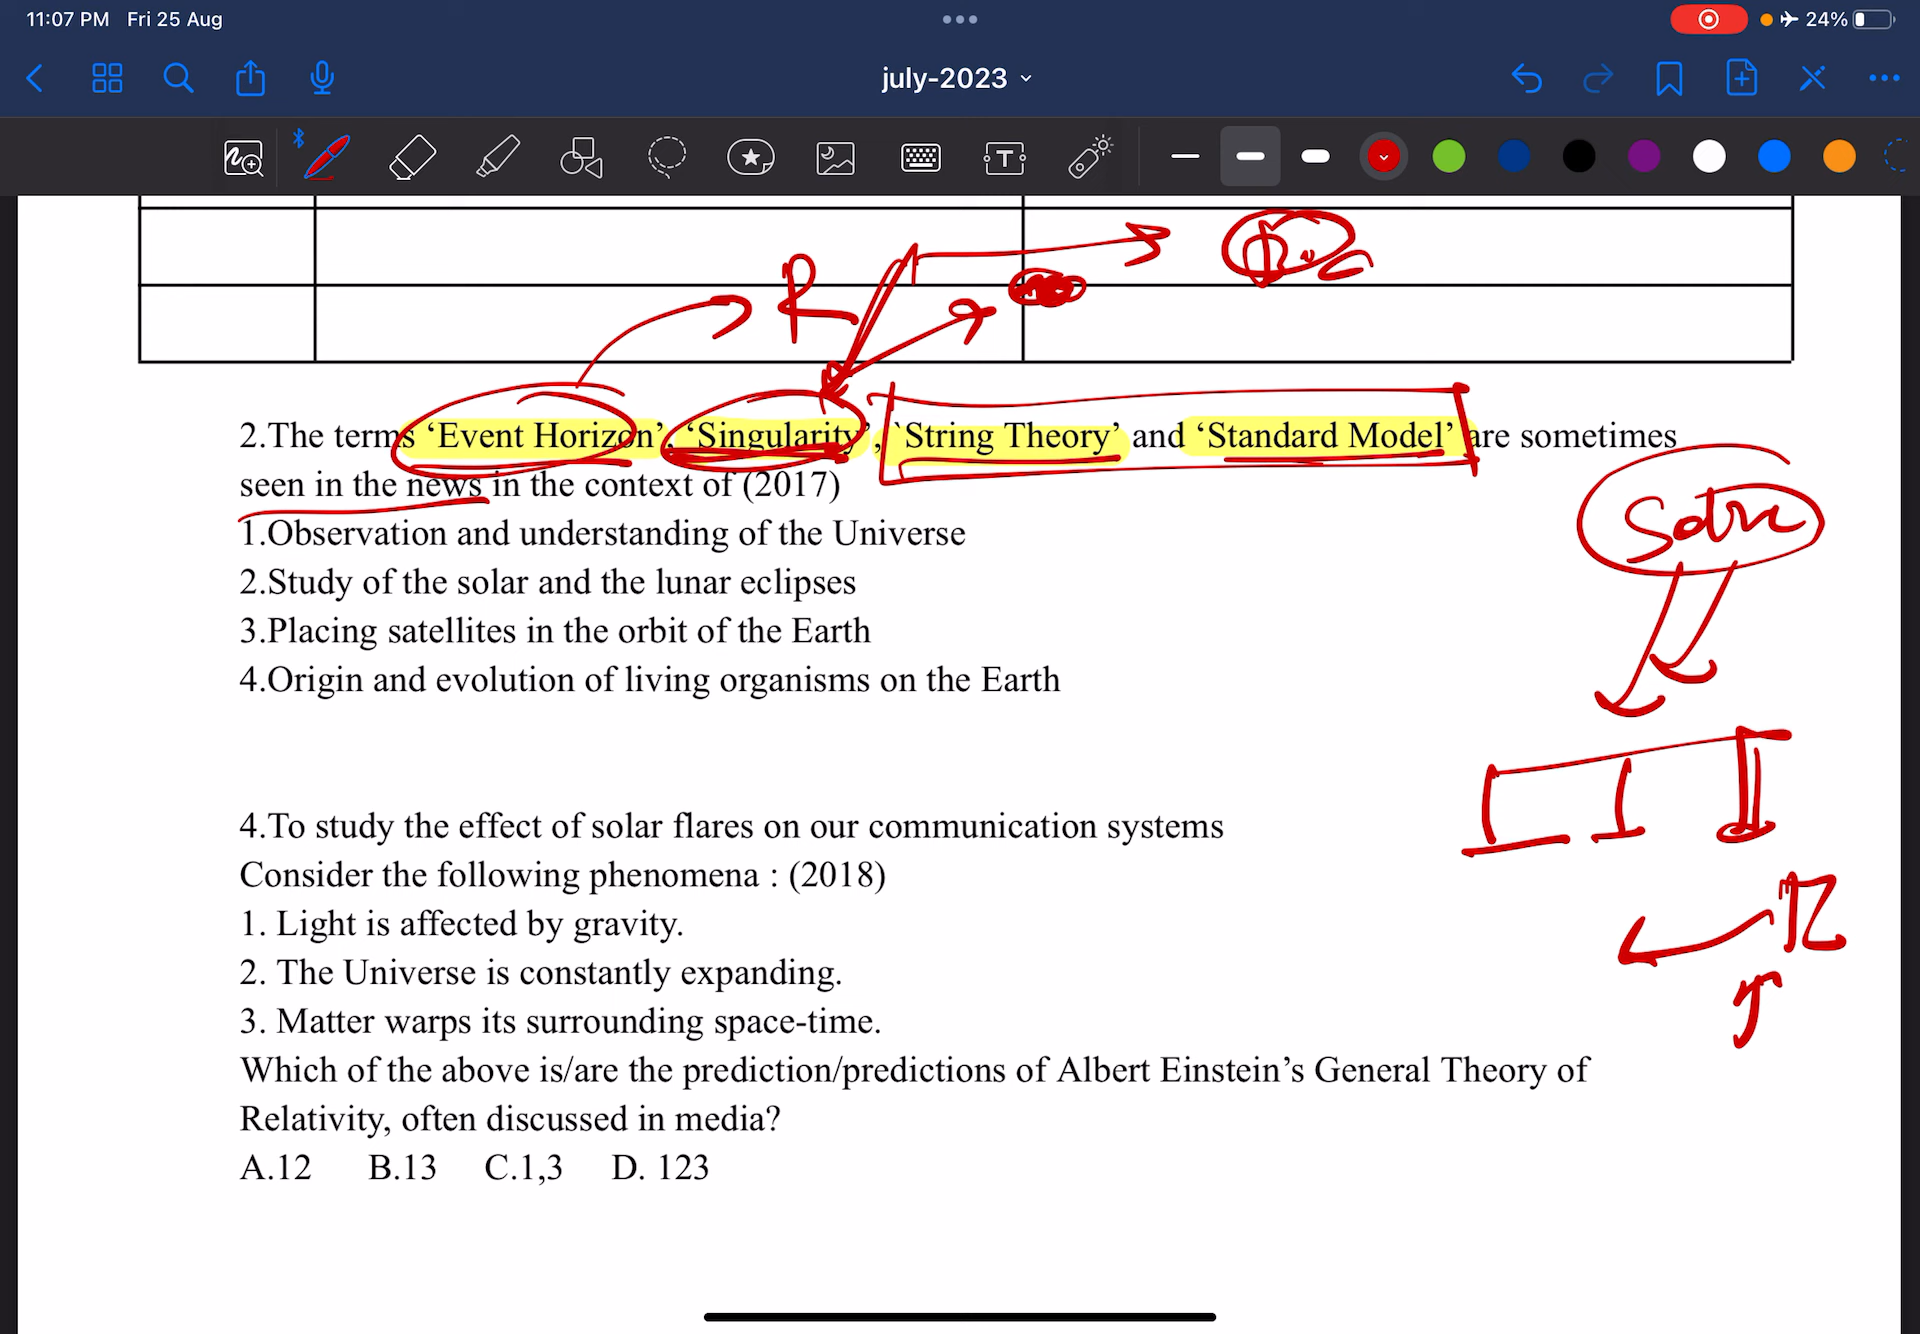 11:07 PM Fri 25 Aug
24%
july-2023
2.The terms ‘Event Horizon’, ‘Singularity’, `String Theory’ and ‘Standard Model’ are sometimes
seen in the news in the context of (2017)
1.Observation and understanding of the Universe
2.Study of the solar and the lunar eclipses
3.Placing satellites in the orbit of the Earth
4.Origin and evolution of living organisms on the Earth
4.To study the effect of solar flares on our communication systems
Consider the following phenomena : (2018)
1. Light is affected by gravity.
2. The Universe is constantly expanding.
3. Matter warps its surrounding space-time.
Which of the above is/are the prediction/predictions of Albert Einstein’s General Theory of
Relativity, often discussed in media?
A.12 B.13 C.1,3 D. 123